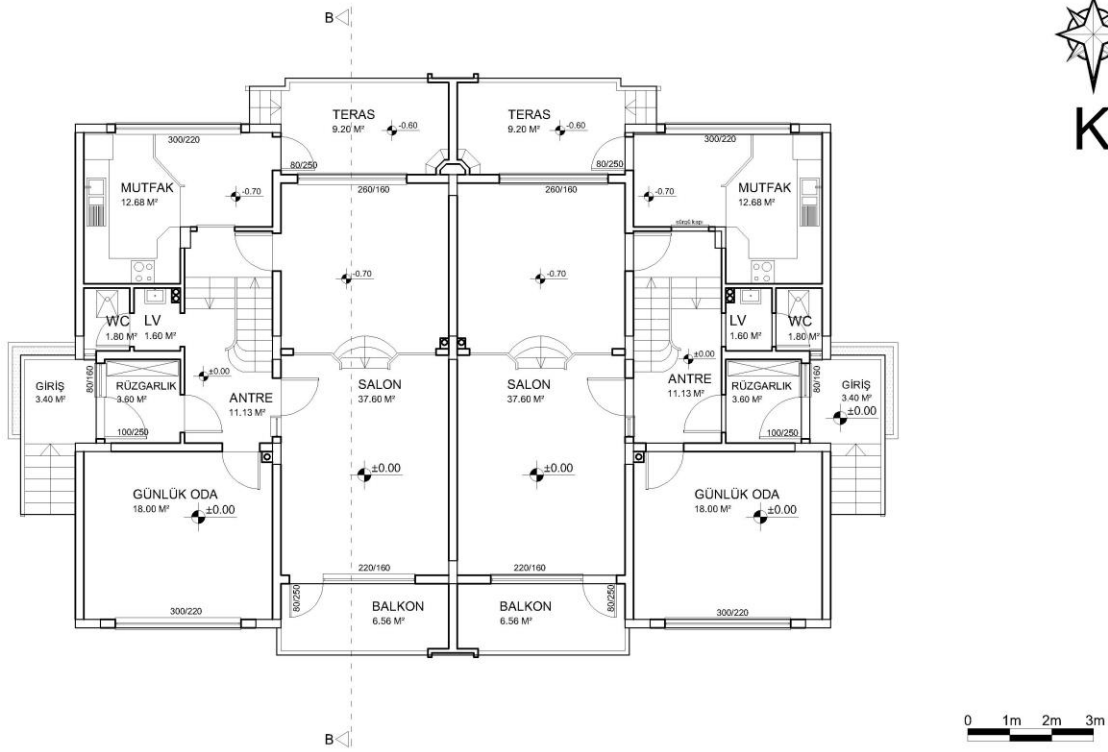 B
K
TERAS
9.20 M²
-0.60
TERAS
9.20 M²
-0.60
300/220
80/250
260/160
260/160
80/250
300/220
MUTFAK
12.68 M²
-0.70
-0.70
MUTFAK
12.68 M²
sürgü kapı
-0.70
-0.70
WC
1.80 M²
LV
1.60 M²
LV
1.60 M²
WC
1.80 M²
±0.00
±0.00
GİRİŞ
3.40 M²
80/160
RÜZGARLIK
3.60 M²
100/250
ANTRE
11.13 M²
SALON
37.60 M²
SALON
37.60 M²
ANTRE
11.13 M²
RÜZGARLIK
3.60 M²
100/250
80/160
GİRİŞ
3.40 M²
±0.00
GÜNLÜK ODA
18.00 M²
±0.00
±0.00
±0.00
GÜNLÜK ODA
18.00 M²
±0.00
220/160
220/160
80/250
BALKON
6.56 M²
BALKON
6.56 M²
80/250
300/220
300/220
B
0 1m 2m 3m